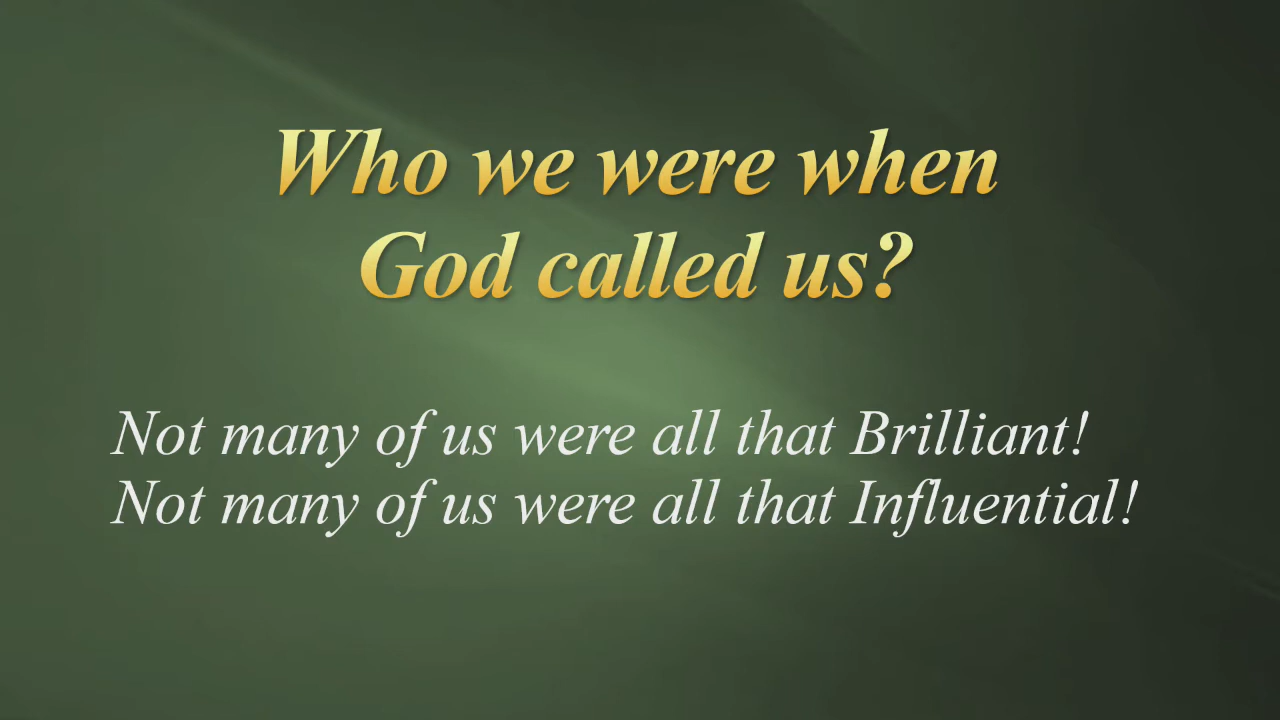 Who we were when
God called us?
Not many of us were all that Brilliant!
Not many of us were all that Influential!